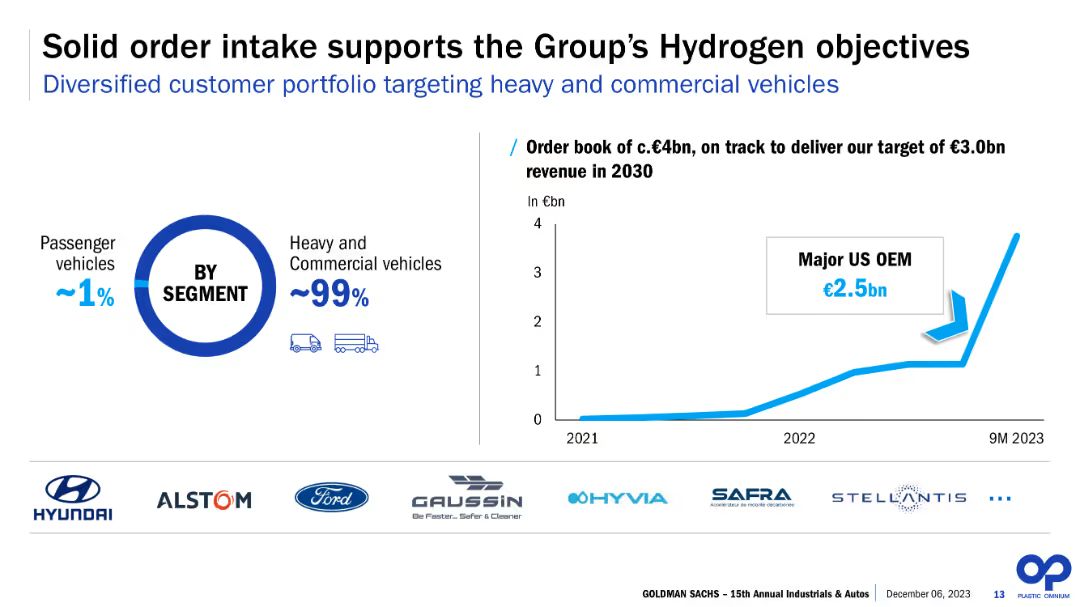 Solid order intake supports the Group's Hydrogen objectives
Diversified customer portfolio targeting heavy and commercial vehicles
Passenger
vehicles
~1%
BY
SEGMENT
Heavy and
Commercial vehicles
~99%
/ Order book of c.€4bn, on track to deliver our target of €3.0bn
revenue in 2030
In €bn
4
3
2
1
0
Major US OEM
€2.5bn
2021
2022
9M 2023
HYUNDAI
ALSTOM
Ford
GAUSSIN
Be Faster... Safer & Cleaner
HYVIA
SAFRA
Accélérateur de mobilité décarbonée
STELLANTIS
...
GOLDMAN SACHS – 15th Annual Industrials & Autos
December 06, 2023
13
OP
PLASTIC OMNIUM